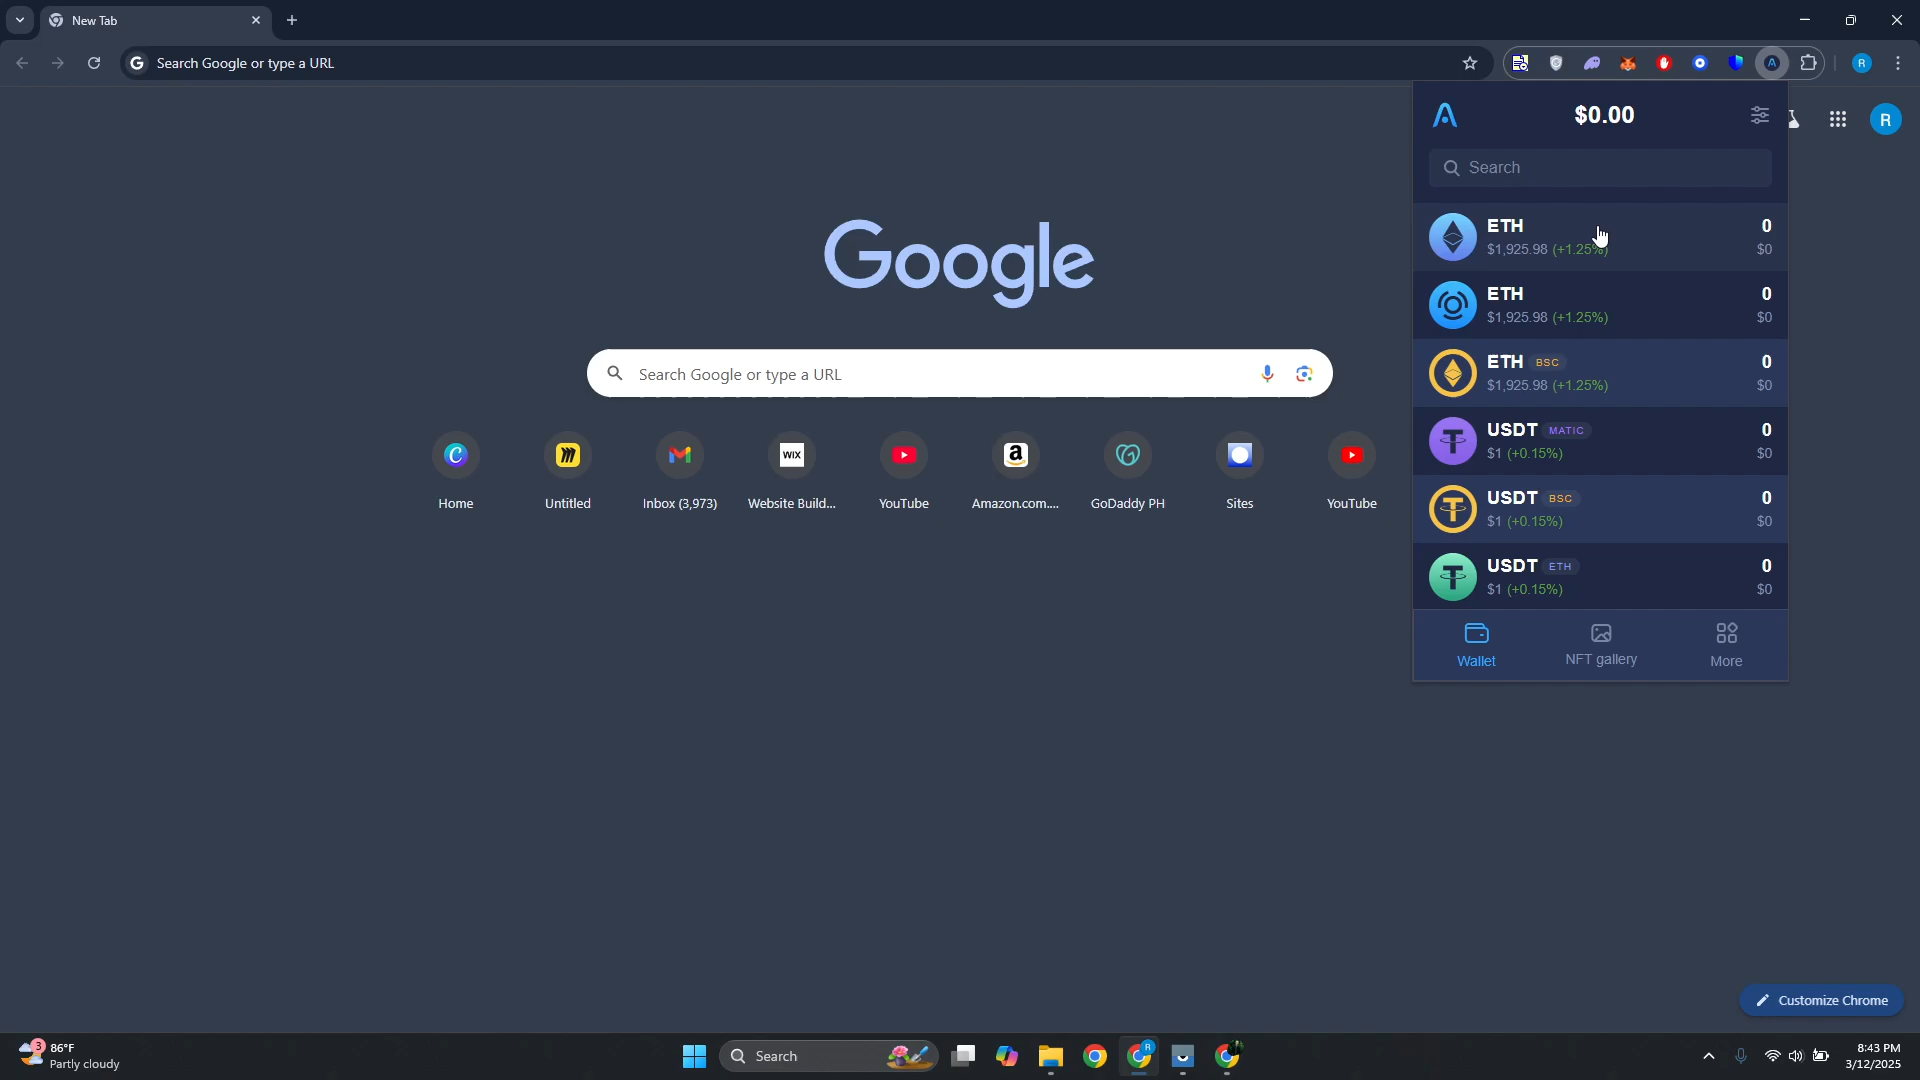 New Tab
Search Google or type a URL
R
$0.00
R
Search
ETH 0
$1,925.98 (+1.25%) $0
ETH 0
$1,925.98 (+1.25%) $0
ETH BSC 0
$1,925.98 (+1.25%) $0
USDT MATIC 0
$1 (+0.15%) $0
USDT BSC 0
$1 (+0.15%) $0
USDT ETH 0
$1 (+0.15%) $0
Wallet
NFT gallery
More
Google
Search Google or type a URL
WIX
Home
Untitled
Inbox (3,973)
Website Build...
YouTube
Amazon.com....
GoDaddy PH
Sites
YouTube
Customize Chrome
3
86°F
Partly cloudy
Search
R
8:43 PM
3/12/2025